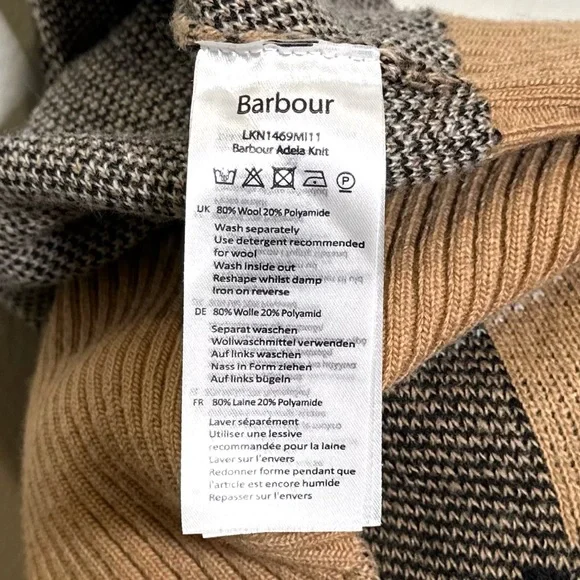 Barbour
LKN1469MI11
Barbour Adela Knit
P
UK 80% Wool 20% Polyamide
Wash separately
Use detergent recommended
for wool
Wash inside out
Reshape whilst damp
Iron on reverse
DE 80% Wolle 20% Polyamid
Separat waschen
Wollwaschmittel verwenden
Auf links waschen
Nass in Form ziehen
Auf links bügeln
FR 80% Laine 20% Polyamide
Laver separement
Utiliser une lessive
recommandée pour la laine
Laver sur l'envers
Redonner forme pendant que
l'article est encore humide
Repasser sur l'envers